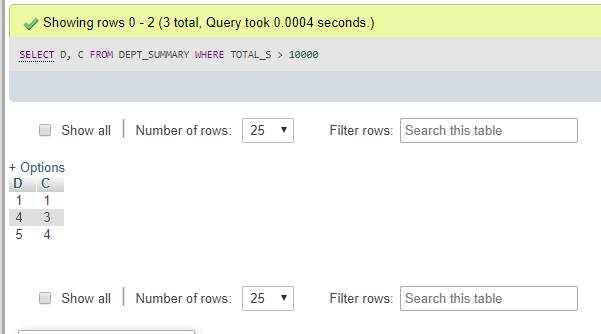 Showing rows 0 - 2 (3 total, Query took 0.0004 seconds.)
SELECT D, C FROM DEPT_SUMMARY WHERE TOTAL_S > 10000
Show all | Number of rows: 25 Filter rows: Search this table
+ Options
D C
1 1
4 3
5 4
Show all | Number of rows: 25 Filter rows: Search this table